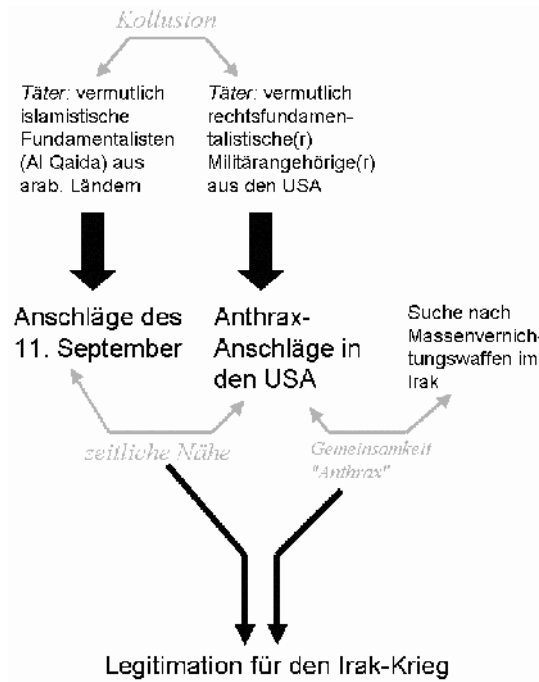 Kollusion
Täter: vermutlich
islamistische
Fundamentalisten
(Al Qaida) aus
arab. Ländern
Täter: vermutlich
rechtsfundamen-
talistische(r)
Militärangehörige(r)
aus den USA
Anschläge des
11. September
Anthrax-
Anschläge in
den USA
Suche nach
Massenvernich-
tungswaffen im
Irak
zeitliche Nähe
Gemeinsamkeit
"Anthrax"
Legitimation für den Irak-Krieg